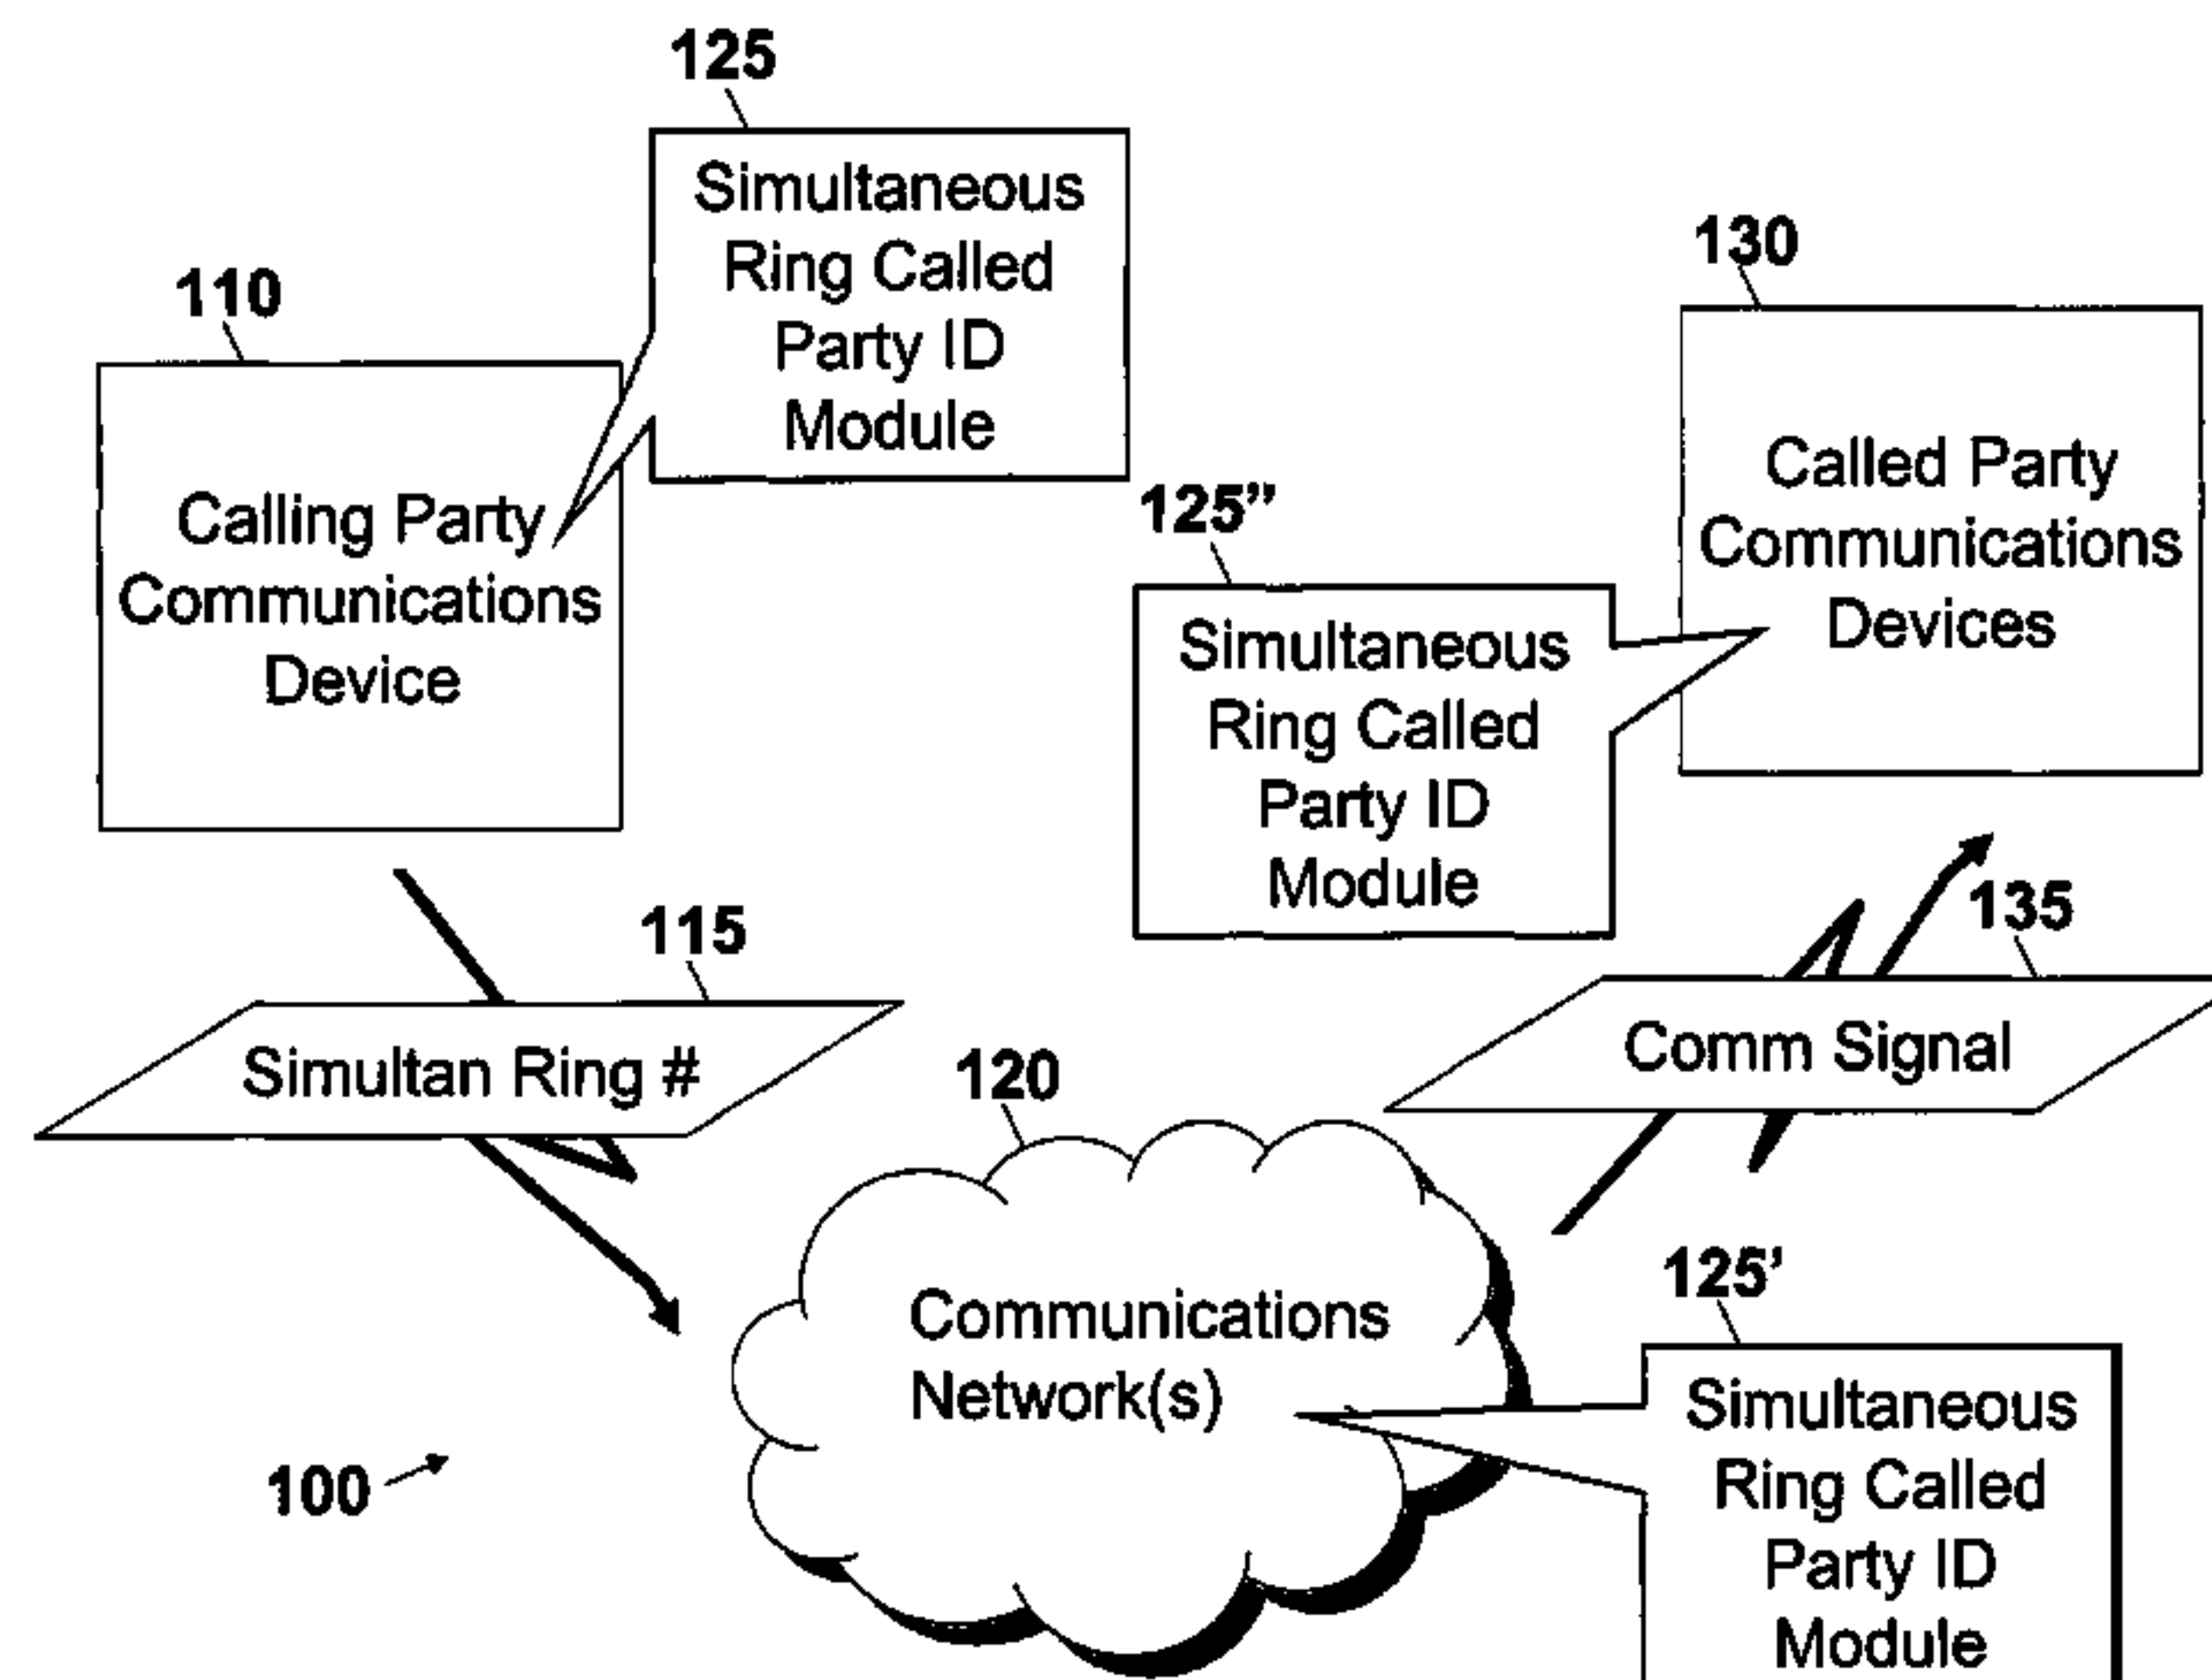 125
Simultaneous
Ring Called
Party ID
Module
110
Calling Party
Communications
Device
130
Called Party
Communications
Devices
125”
Simultaneous
Ring Called
Party ID
Module
115
Simultan Ring #
135
Comm Signal
120
Communications
Network(s)
125’
Simultaneous
Ring Called
Party ID
Module
100